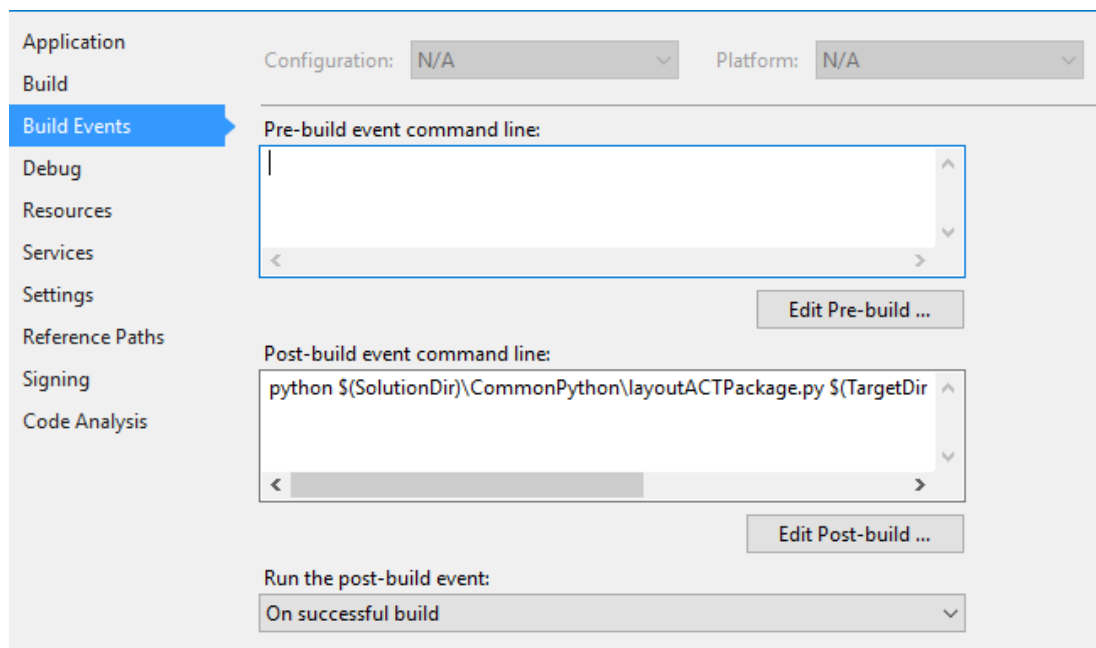 Application
Build
Build Events
Debug
Resources
Services
Settings
Reference Paths
Signing
Code Analysis
Configuration: N/A Platform: N/A
Pre-build event command line:
Edit Pre-build ...
Post-build event command line:
python $(SolutionDir)\CommonPython\layoutACTPackage.py $(TargetDir
Edit Post-build ...
Run the post-build event:
On successful build